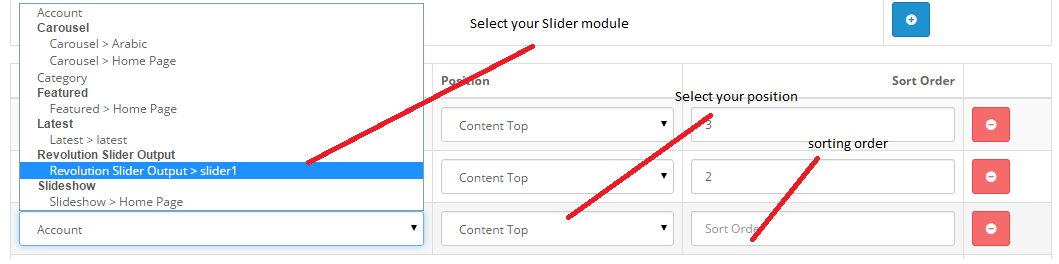 Account
Carousel
Carousel > Arabic
Carousel > Home Page
Category
Featured
Featured > Home Page
Latest
Latest > latest
Revolution Slider Output
Revolution Slider Output > slider1
Slideshow
Slideshow > Home Page
Account
Select your Slider module
Position
Sort Order
Select your position
Content Top
3
sorting order
Content Top
2
Content Top
Sort Order